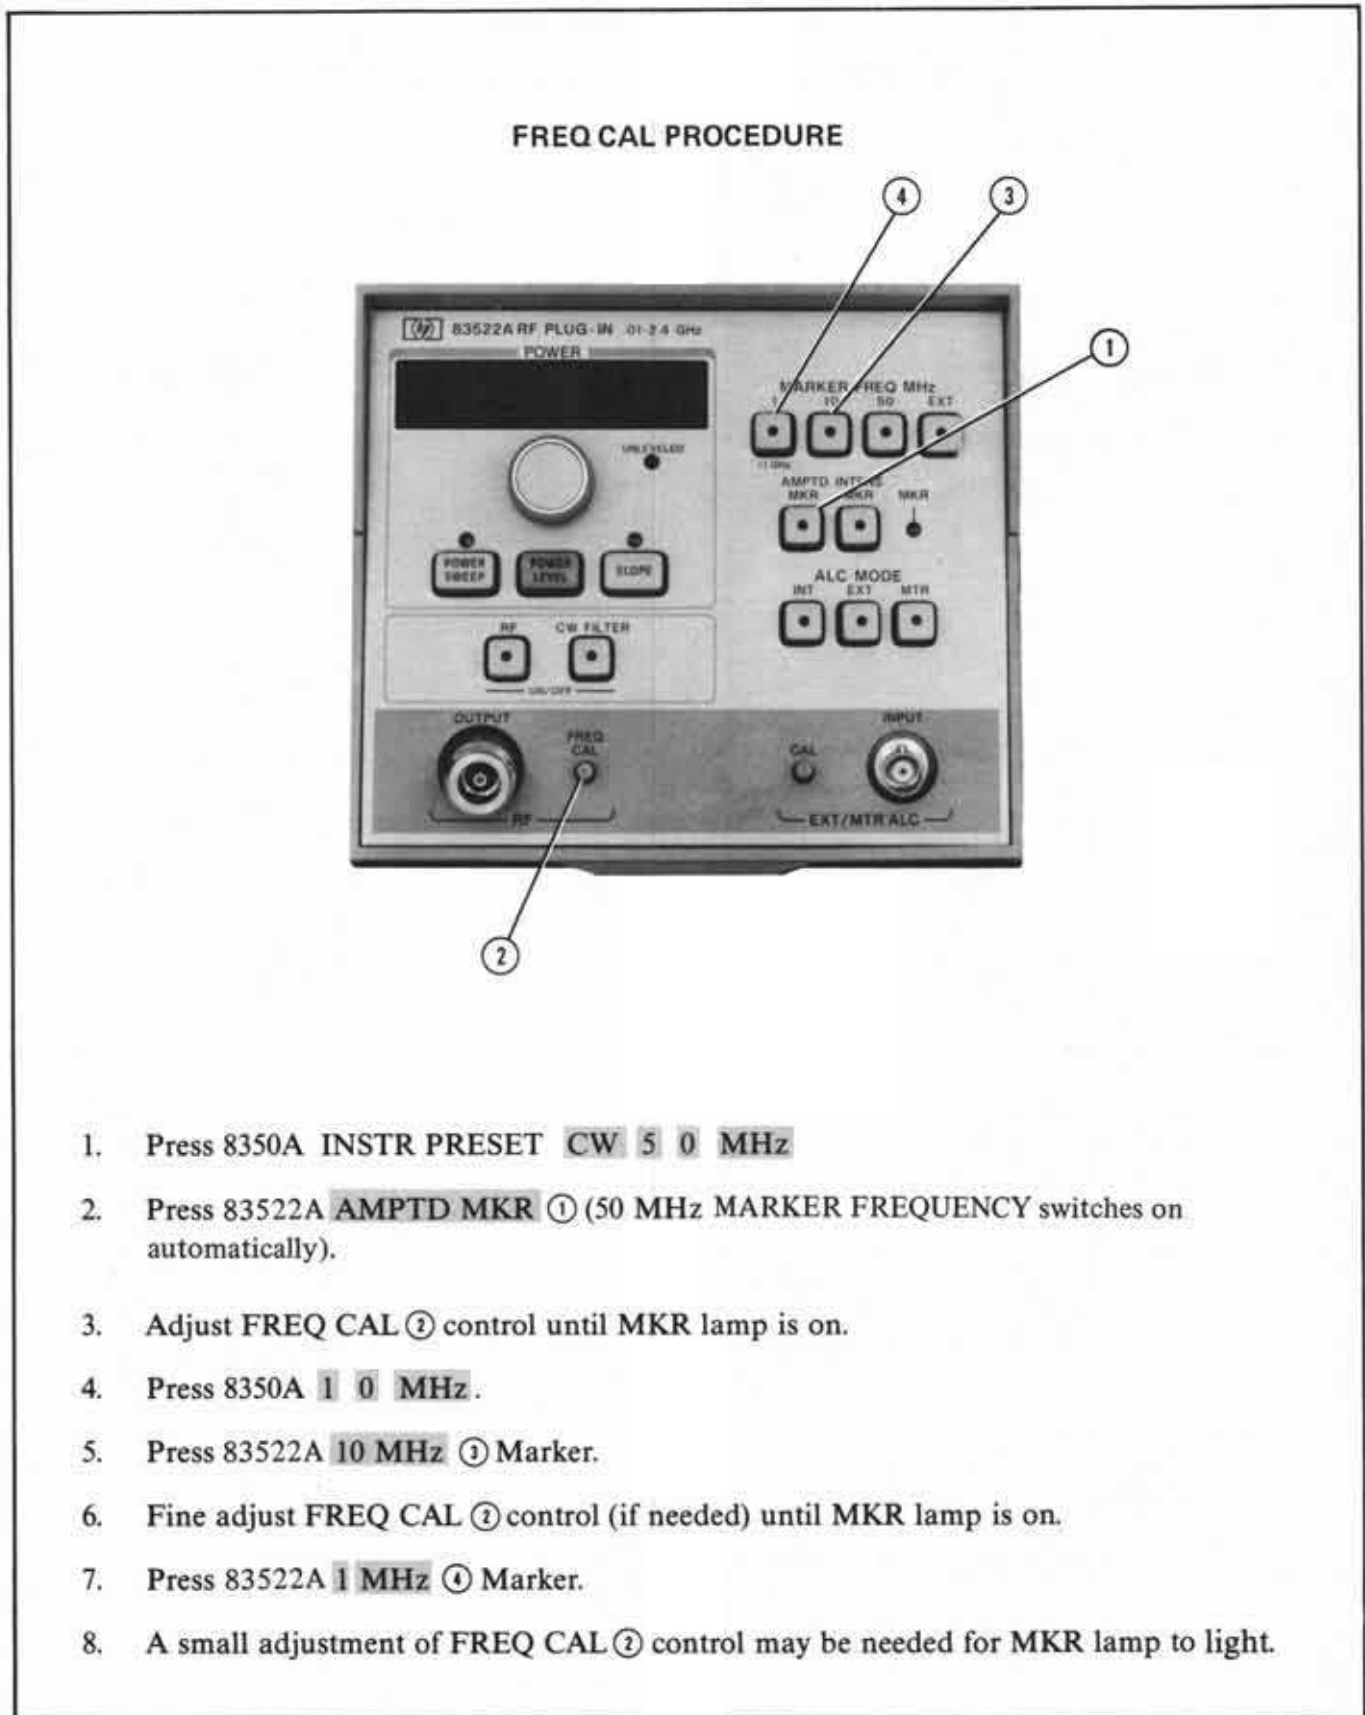 FREQ CAL PROCEDURE
4 3
hp 83522A RF PLUG-IN .01-2.4 GHz
POWER
1
MARKER FREQ MHz
1 10 50 EXT
UNLEVELED
AMPTD INTENS
MKR MKR MKR
POWER SWEEP
POWER LEVEL
SLOPE
ALC MODE
INT EXT MTR
RF CW FILTER
ON/OFF
OUTPUT
FREQ
CAL
CAL
INPUT
RF
EXT/MTR ALC
2
1. Press 8350A INSTR PRESET CW 5 0 MHz
2. Press 83522A AMPTD MKR ① (50 MHz MARKER FREQUENCY switches on
automatically).
3. Adjust FREQ CAL ② control until MKR lamp is on.
4. Press 8350A 1 0 MHz.
5. Press 83522A 10 MHz ③ Marker.
6. Fine adjust FREQ CAL ② control (if needed) until MKR lamp is on.
7. Press 83522A 1 MHz ④ Marker.
8. A small adjustment of FREQ CAL ② control may be needed for MKR lamp to light.